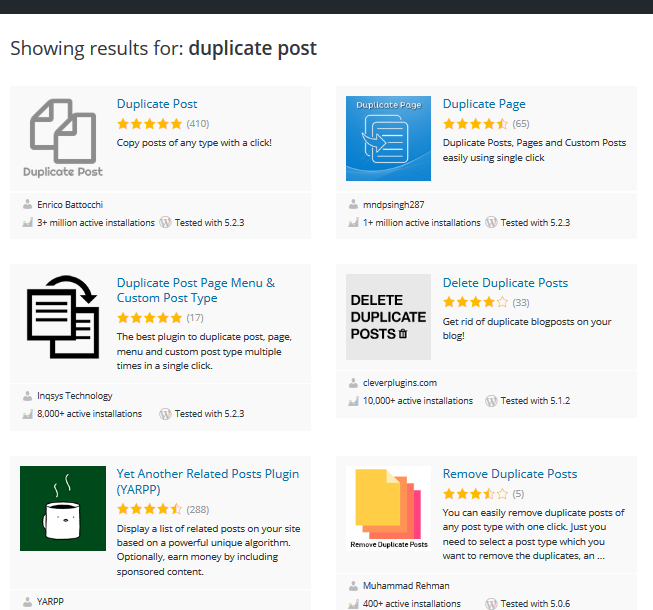 Showing results for: duplicate post
Duplicate Post
Duplicate Post
(410)
Copy posts of any type with a click!
Enrico Battocchi
3+ million active installations
Tested with 5.2.3
Duplicate Page
Duplicate Page
(65)
Duplicate Posts, Pages and Custom Posts
easily using single click
mndpsingh287
1+ million active installations
Tested with 5.2.3
Duplicate Post Page Menu &
Custom Post Type
(17)
The best plugin to duplicate post, page,
menu and custom post type multiple
times in a single click.
Inqsys Technology
8,000+ active installations
Tested with 5.2.3
DELETE
DUPLICATE
POSTS
Delete Duplicate Posts
(33)
Get rid of duplicate blogposts on your
blog!
cleverplugins.com
10,000+ active installations
Tested with 5.1.2
Yet Another Related Posts Plugin
(YARPP)
(288)
Display a list of related posts on your site
based on a powerful unique algorithm.
Optionally, earn money by including
sponsored content.
YARPP
Remove Duplicate Posts
Remove Duplicate Posts
(5)
You can easily remove duplicate posts of
any post type with one click. Just you
need to select a post type which you
want to remove the duplicates, an ...
Muhammad Rehman
400+ active installations
Tested with 5.0.6